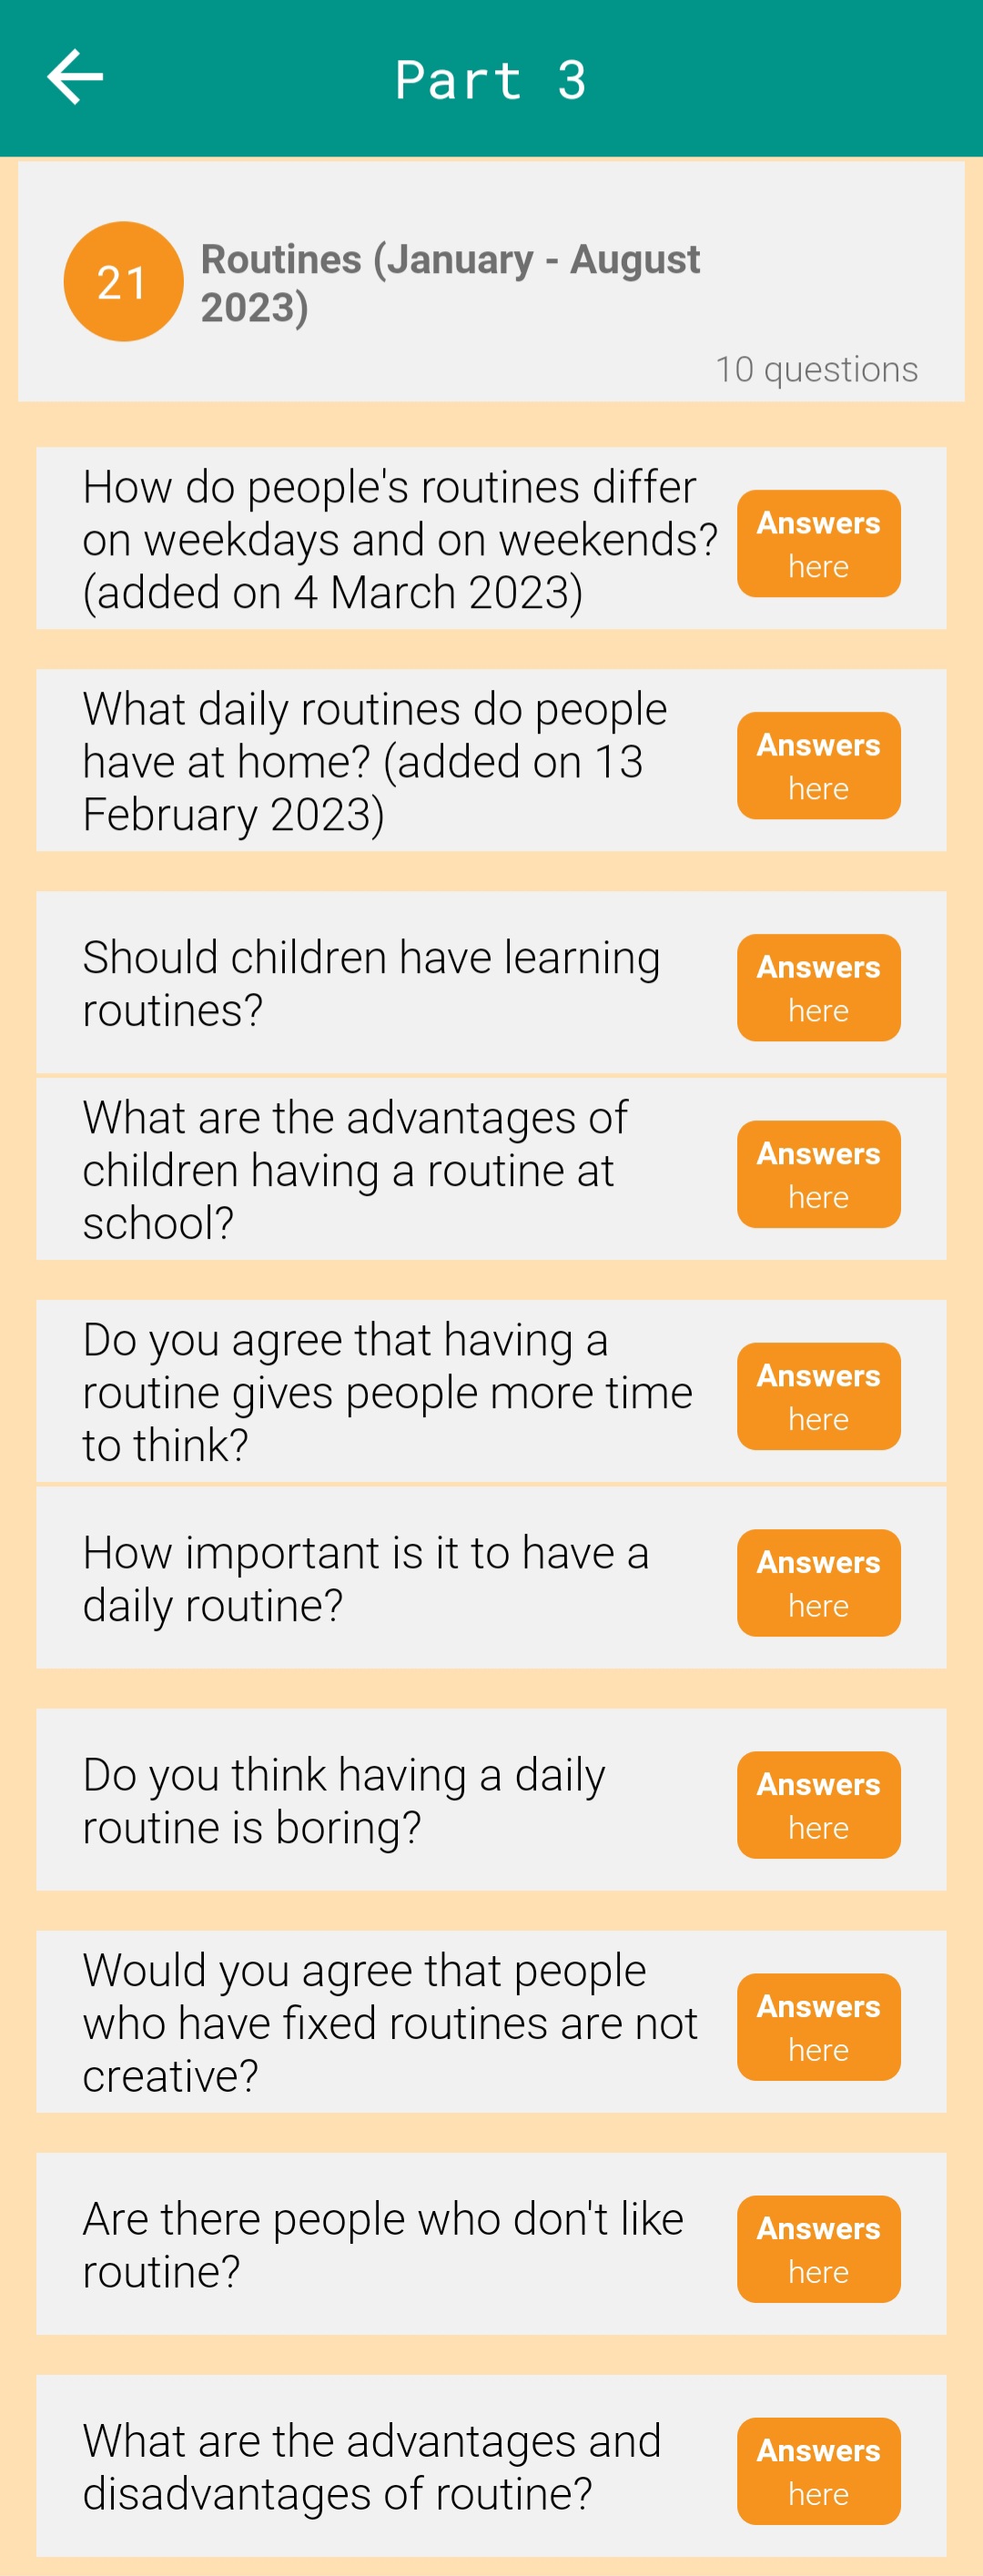 Part 3
21
Routines (January - August
2023)
10 questions
How do people's routines differ
on weekdays and on weekends?
(added on 4 March 2023)
Answers
here
What daily routines do people
have at home? (added on 13
February 2023)
Answers
here
Should children have learning
routines?
Answers
here
What are the advantages of
children having a routine at
school?
Answers
here
Do you agree that having a
routine gives people more time
to think?
Answers
here
How important is it to have a
daily routine?
Answers
here
Do you think having a daily
routine is boring?
Answers
here
Would you agree that people
who have fixed routines are not
creative?
Answers
here
Are there people who don't like
routine?
Answers
here
What are the advantages and
disadvantages of routine?
Answers
here